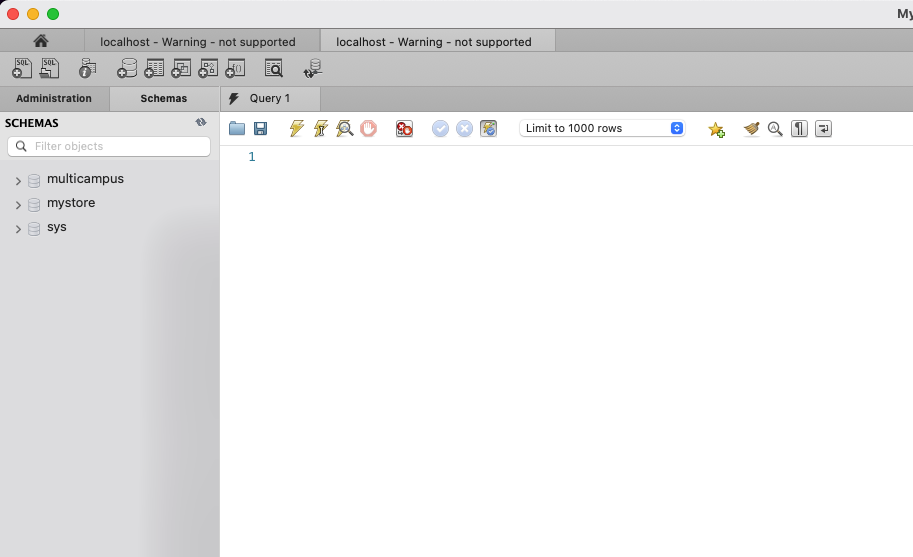 My
localhost - Warning - not supported
localhost - Warning - not supported
SQL
SQL
Administration
Schemas
Query 1
SCHEMAS
Limit to 1000 rows
Filter objects
1
multicampus
mystore
sys